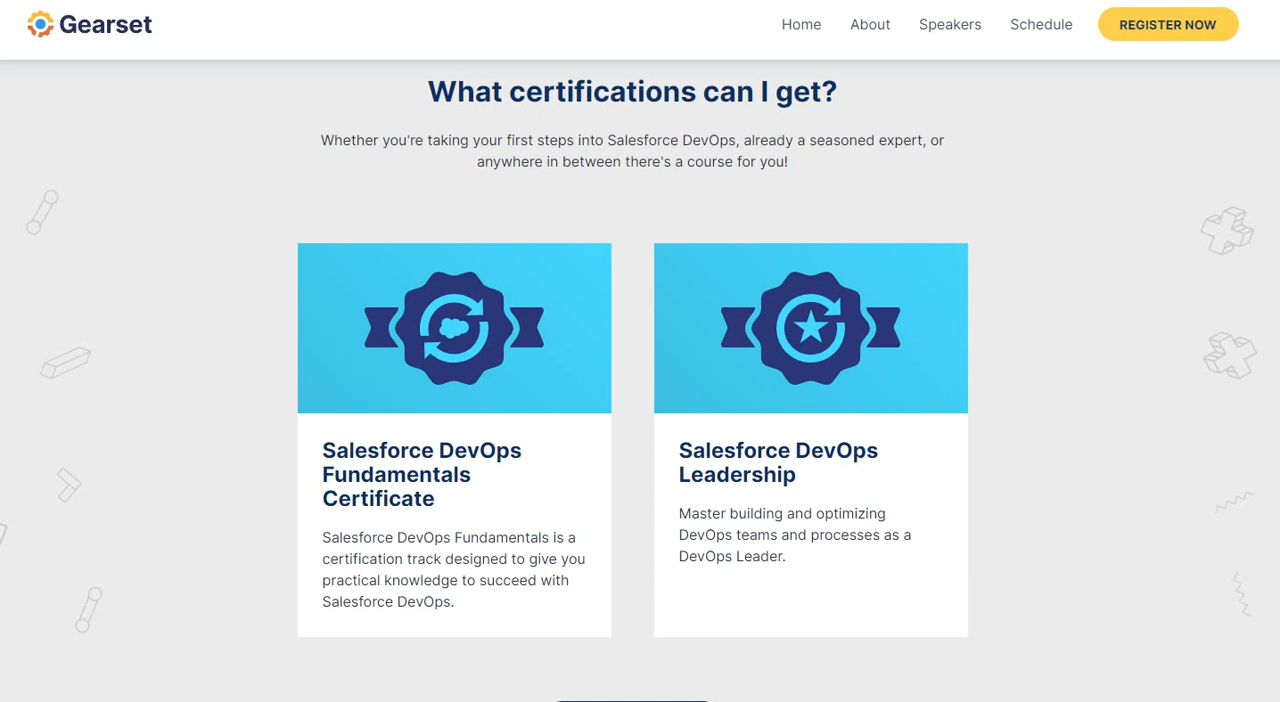 Gearset
Home
About
Speakers
Schedule
REGISTER NOW
What certifications can I get?
Whether you're taking your first steps into Salesforce DevOps, already a seasoned expert, or
anywhere in between there's a course for you!
Salesforce DevOps
Fundamentals
Certificate
Salesforce DevOps Fundamentals is a
certification track designed to give you
practical knowledge to succeed with
Salesforce DevOps.
Salesforce DevOps
Leadership
Master building and optimizing
DevOps teams and processes as a
DevOps Leader.